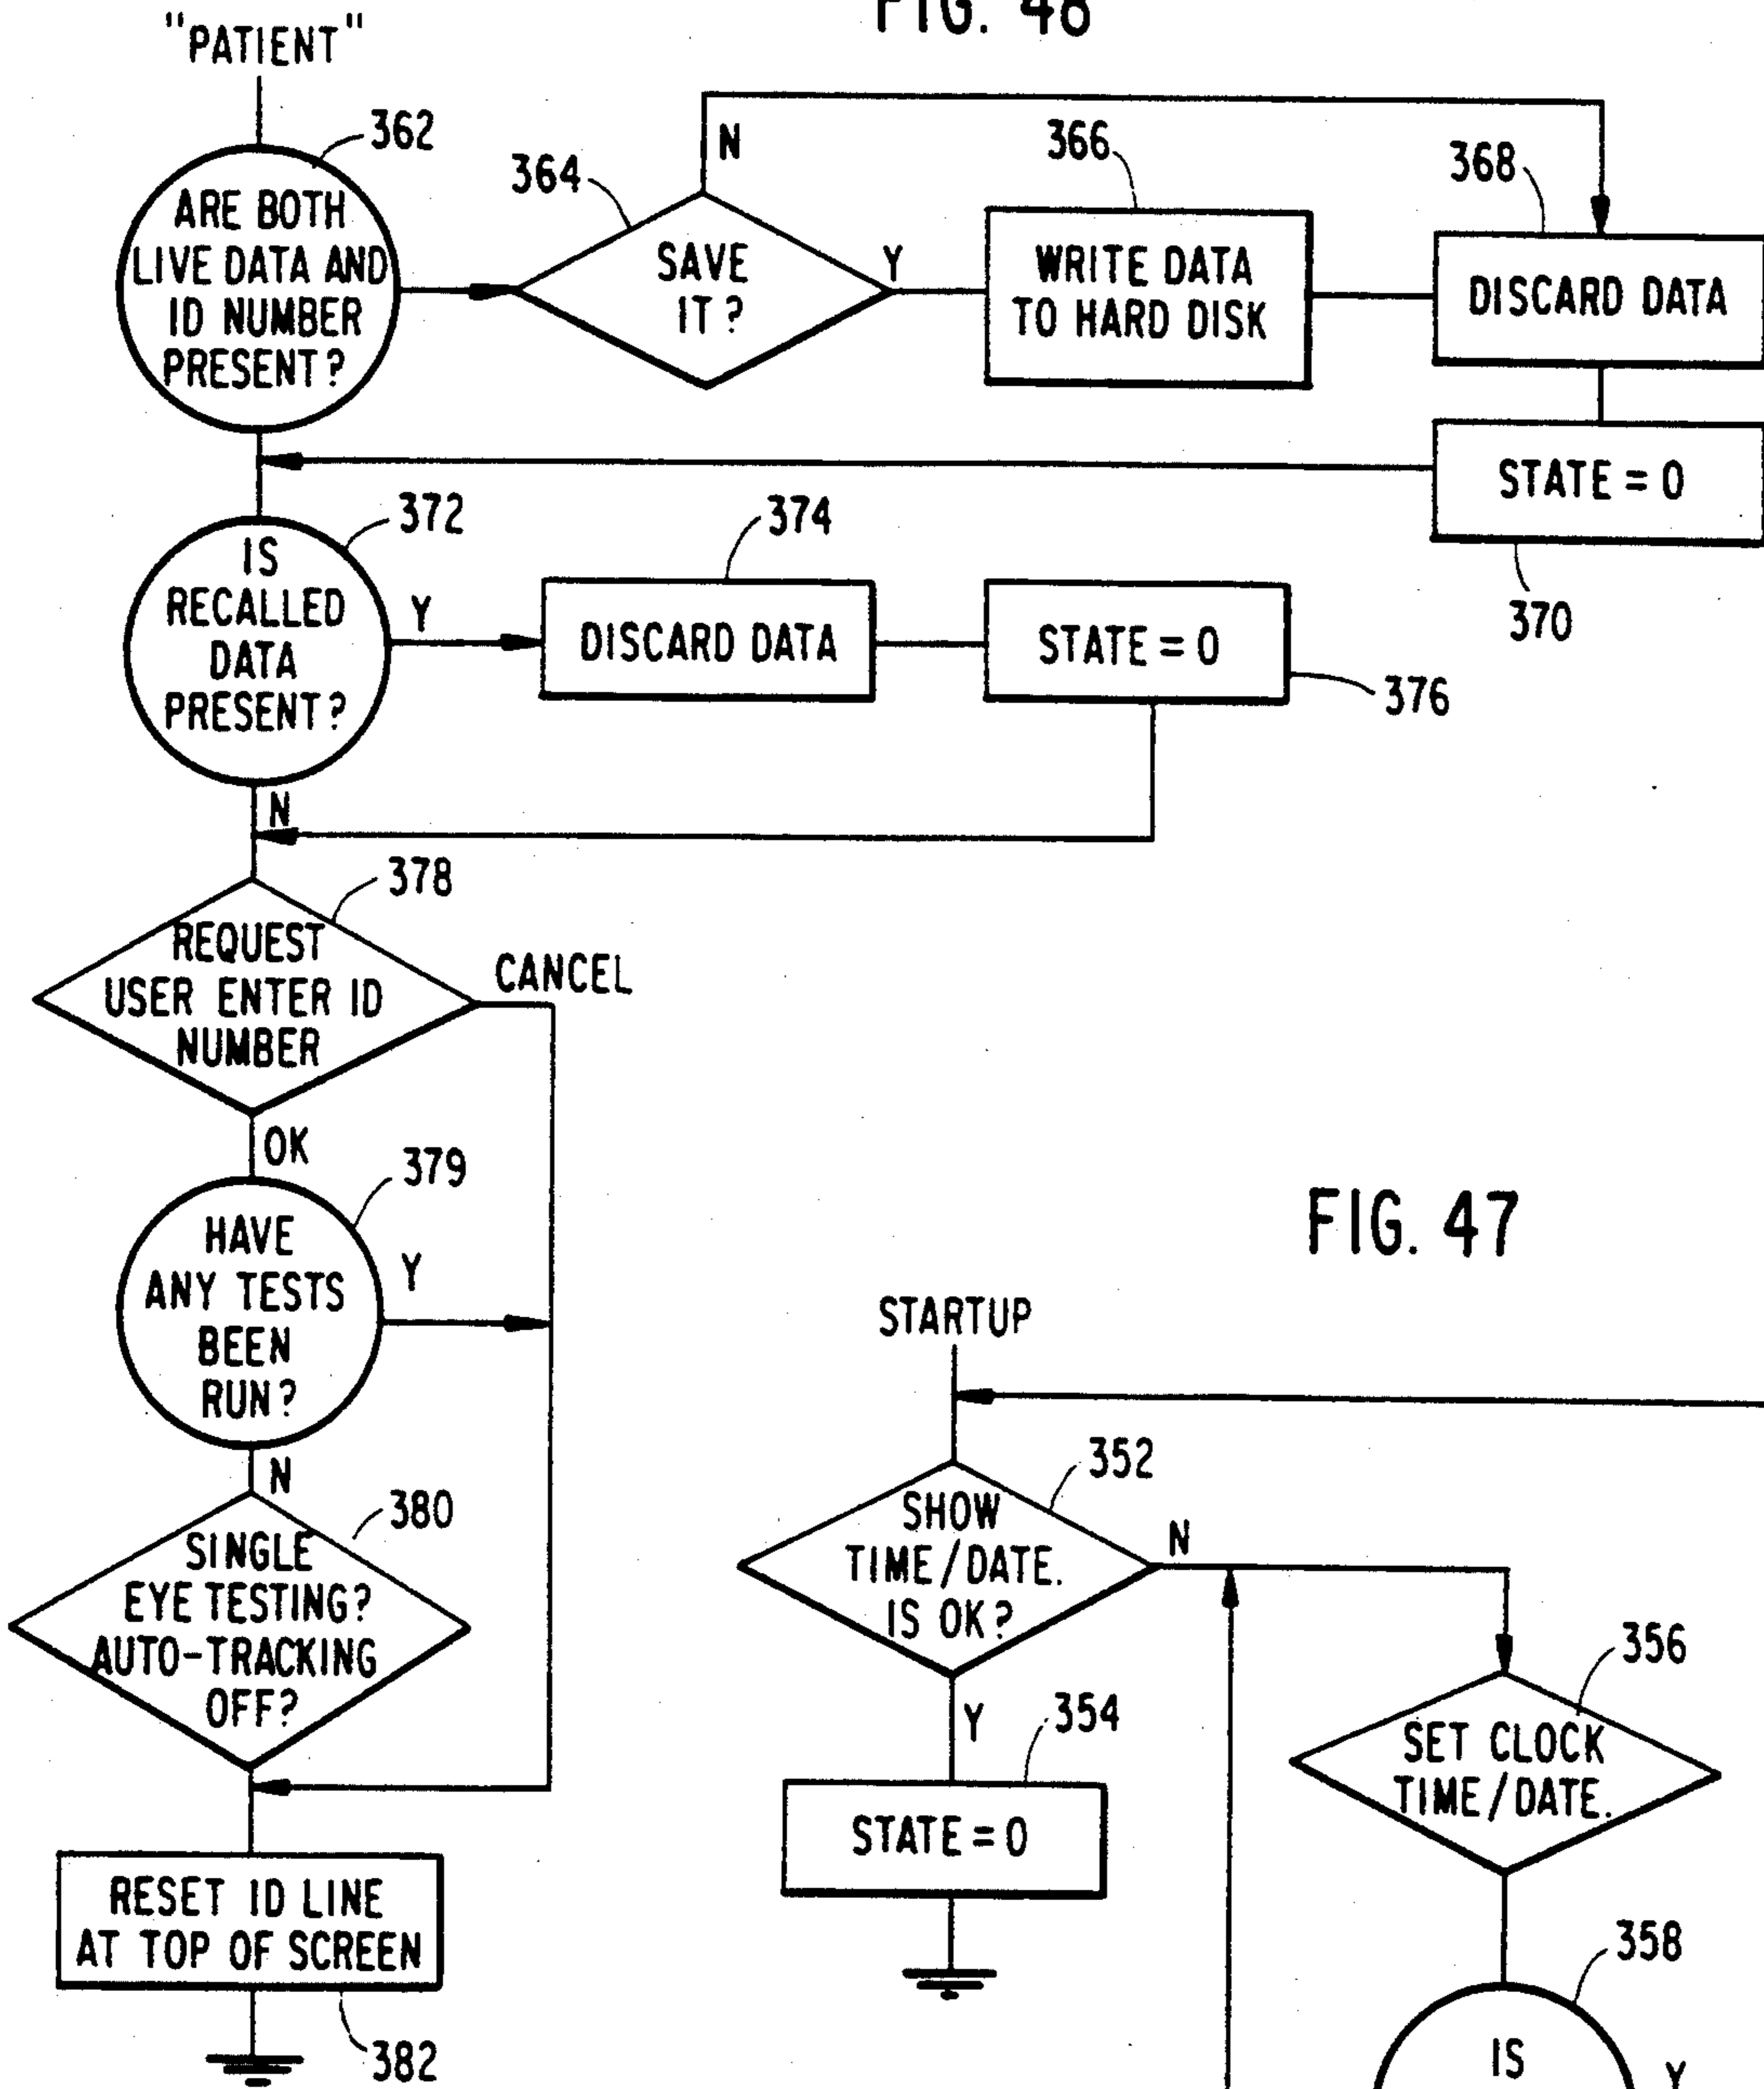 FIG. 48
"PATIENT"
362
ARE BOTH
LIVE DATA AND
ID NUMBER
PRESENT?
364
N
SAVE
IT?
Y
366
WRITE DATA
TO HARD DISK
368
DISCARD DATA
STATE = 0
370
372
IS
RECALLED
DATA
PRESENT?
Y
N
374
DISCARD DATA
STATE = 0
376
378
REQUEST
USER ENTER ID
NUMBER
CANCEL
OK
379
HAVE
ANY TESTS
BEEN
RUN?
Y
N
380
SINGLE
EYE TESTING?
AUTO-TRACKING
OFF?
RESET ID LINE
AT TOP OF SCREEN
382
FIG. 47
STARTUP
352
SHOW
TIME/DATE.
IS OK?
N
Y
354
STATE = 0
356
SET CLOCK
TIME/DATE.
358
IS
Y